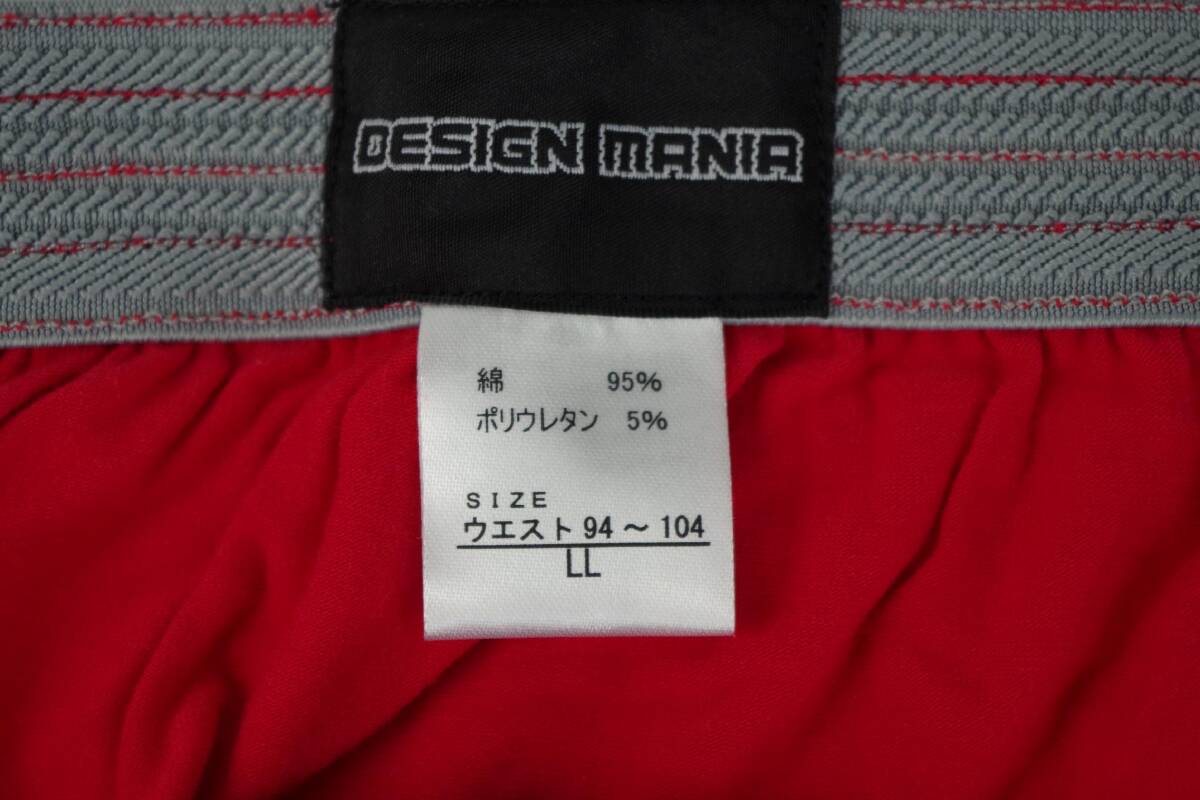 DESIGN MANIA
綿 95%
ポリウレタン 5%
SIZE
ウエスト 94 〜 104
LL